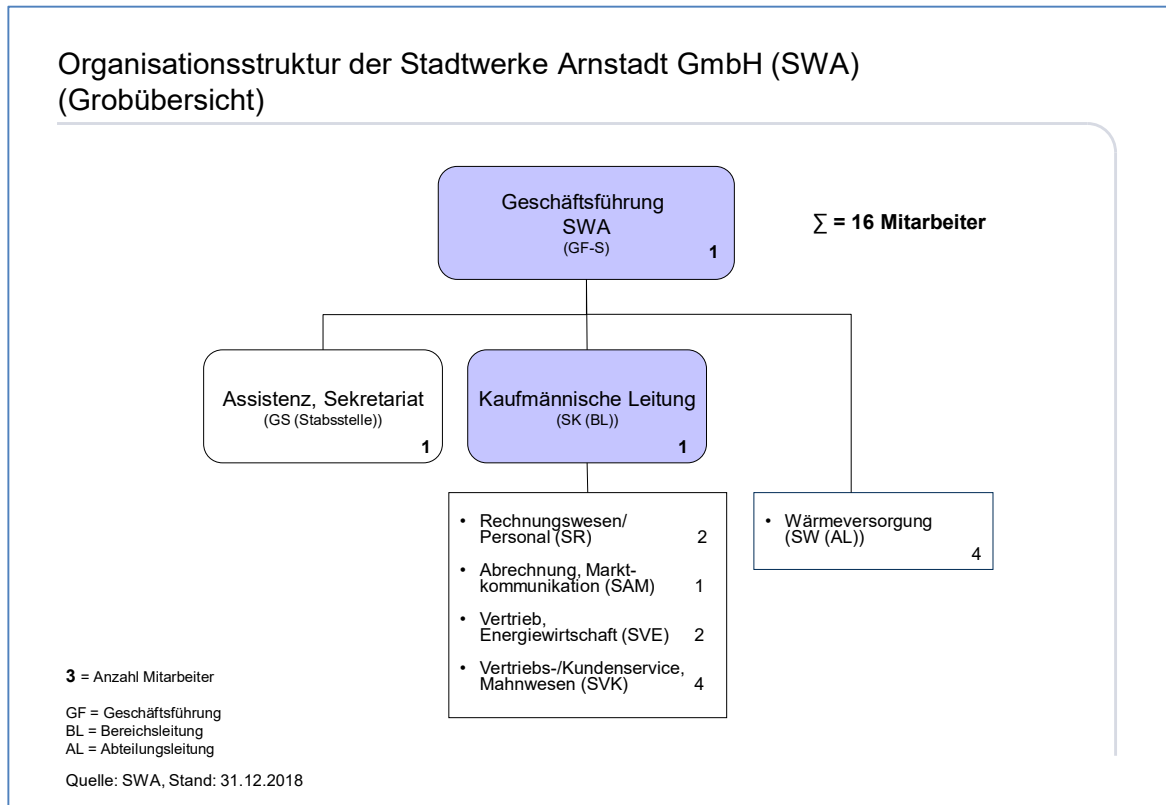 Organisationsstruktur der Stadtwerke Arnstadt GmbH (SWA)
(Grobübersicht)
Geschäftsführung
SWA
(GF-S)
1
∑ = 16 Mitarbeiter
Assistenz, Sekretariat
(GS (Stabsstelle))
1
Kaufmännische Leitung
(SK (BL))
1
• Rechnungswesen/
Personal (SR) 2
• Abrechnung, Markt-
kommunikation (SAM) 1
• Vertrieb,
Energiewirtschaft (SVE) 2
• Vertriebs-/Kundenservice,
Mahnwesen (SVK) 4
• Wärmeversorgung
(SW (AL))
4
3 = Anzahl Mitarbeiter
GF = Geschäftsführung
BL = Bereichsleitung
AL = Abteilungsleitung
Quelle: SWA, Stand: 31.12.2018